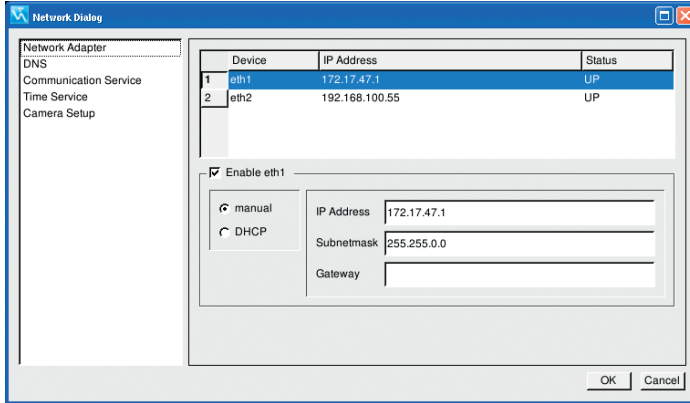 Network Dialog
Network Adapter
DNS
Communication Service
Time Service
Camera Setup
Device IP Address Status
1 eth1 172.17.47.1 UP
2 eth2 192.168.100.55 UP
Enable eth1
manual
DHCP
IP Address 172.17.47.1
Subnetmask 255.255.0.0
Gateway
OK Cancel